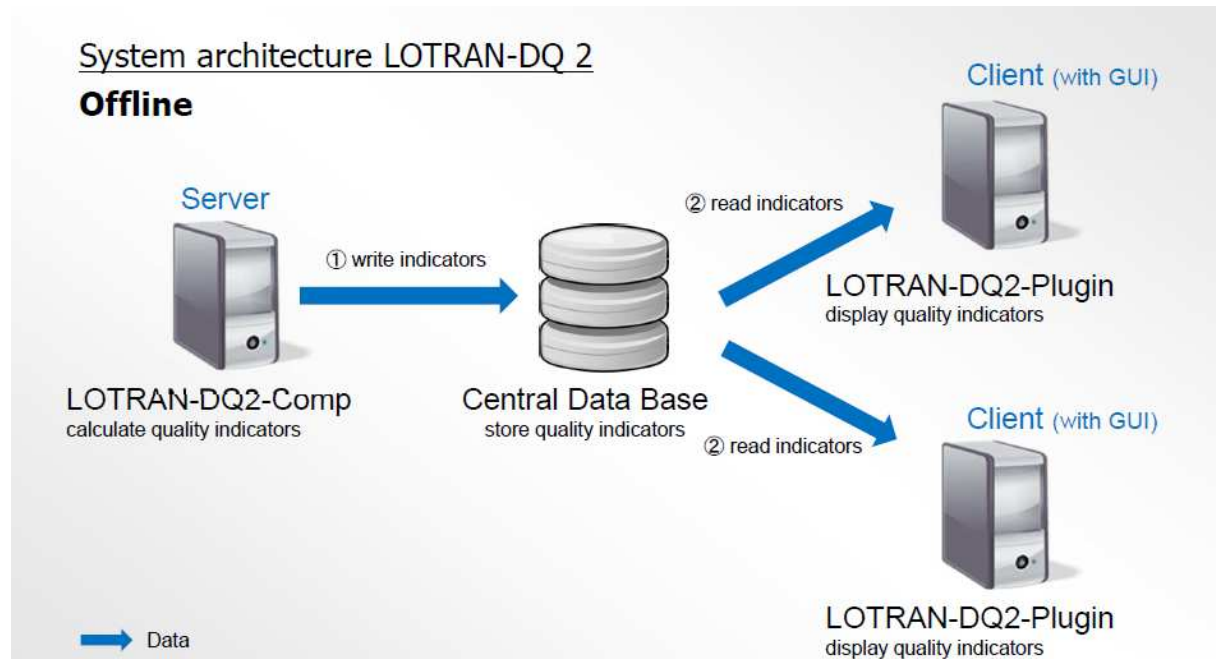 System architecture LOTRAN-DQ 2
Offline
Server
① write indicators
LOTRAN-DQ2-Comp
calculate quality indicators
Central Data Base
store quality indicators
② read indicators
Client (with GUI)
LOTRAN-DQ2-Plugin
display quality indicators
② read indicators
Client (with GUI)
LOTRAN-DQ2-Plugin
display quality indicators
Data